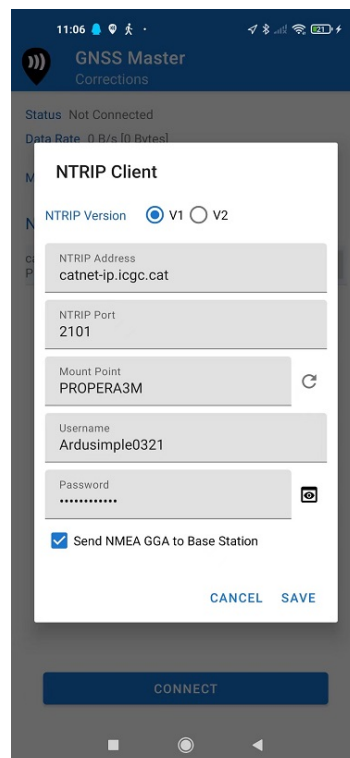 11:06
21
GNSS Master
Corrections
Status Not Connected
Data Rate 0 B/s [0 Bytes]
NTRIP Client
NTRIP Version V1 V2
NTRIP Address
catnet-ip.icgc.cat
NTRIP Port
2101
Mount Point
PROPERA3M
Username
Ardusimple0321
Password
••••••••••••
Send NMEA GGA to Base Station
CANCEL SAVE
CONNECT